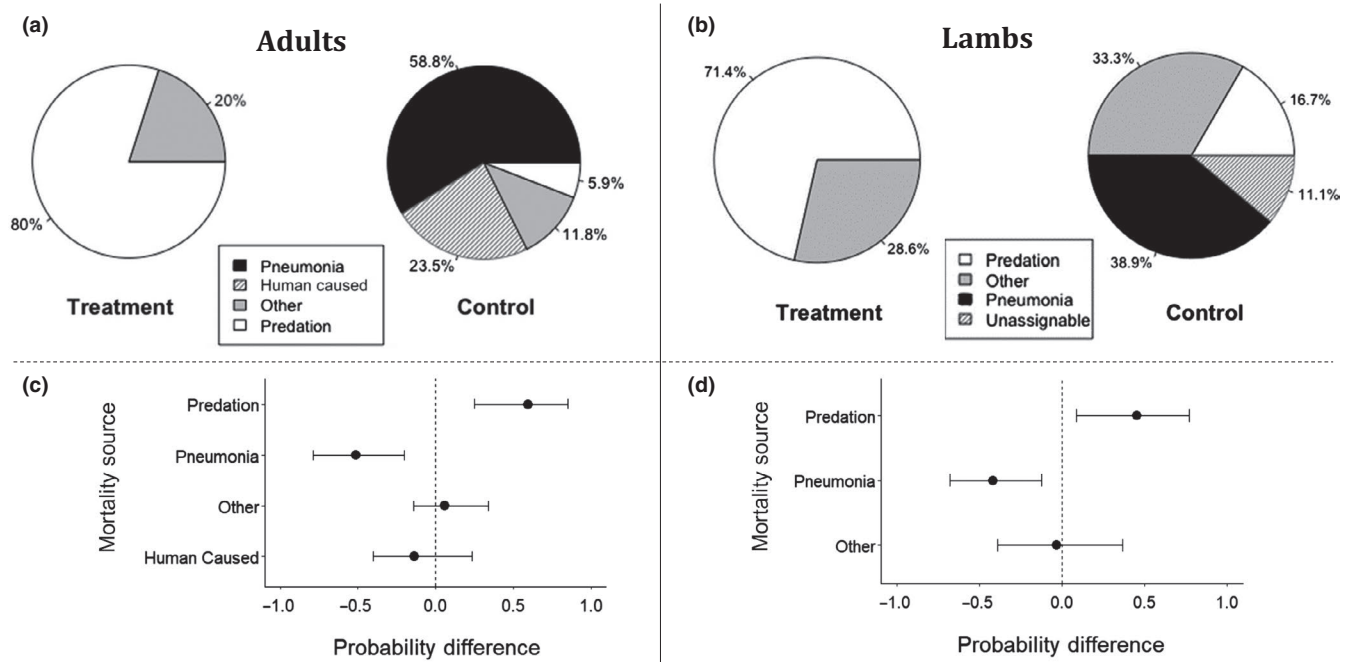 (a)
Adults
58.8%
20%
80%
5.9%
11.8%
23.5%
Pneumonia
Human caused
Other
Predation
Treatment
Control
(b)
Lambs
71.4%
33.3%
16.7%
11.1%
28.6%
38.9%
Predation
Other
Pneumonia
Unassignable
Treatment
Control
(c)
Mortality source
Predation
Pneumonia
Other
Human Caused
−1.0 −0.5 0.0 0.5 1.0
Probability difference
(d)
Mortality source
Predation
Pneumonia
Other
−1.0 −0.5 0.0 0.5 1.0
Probability difference